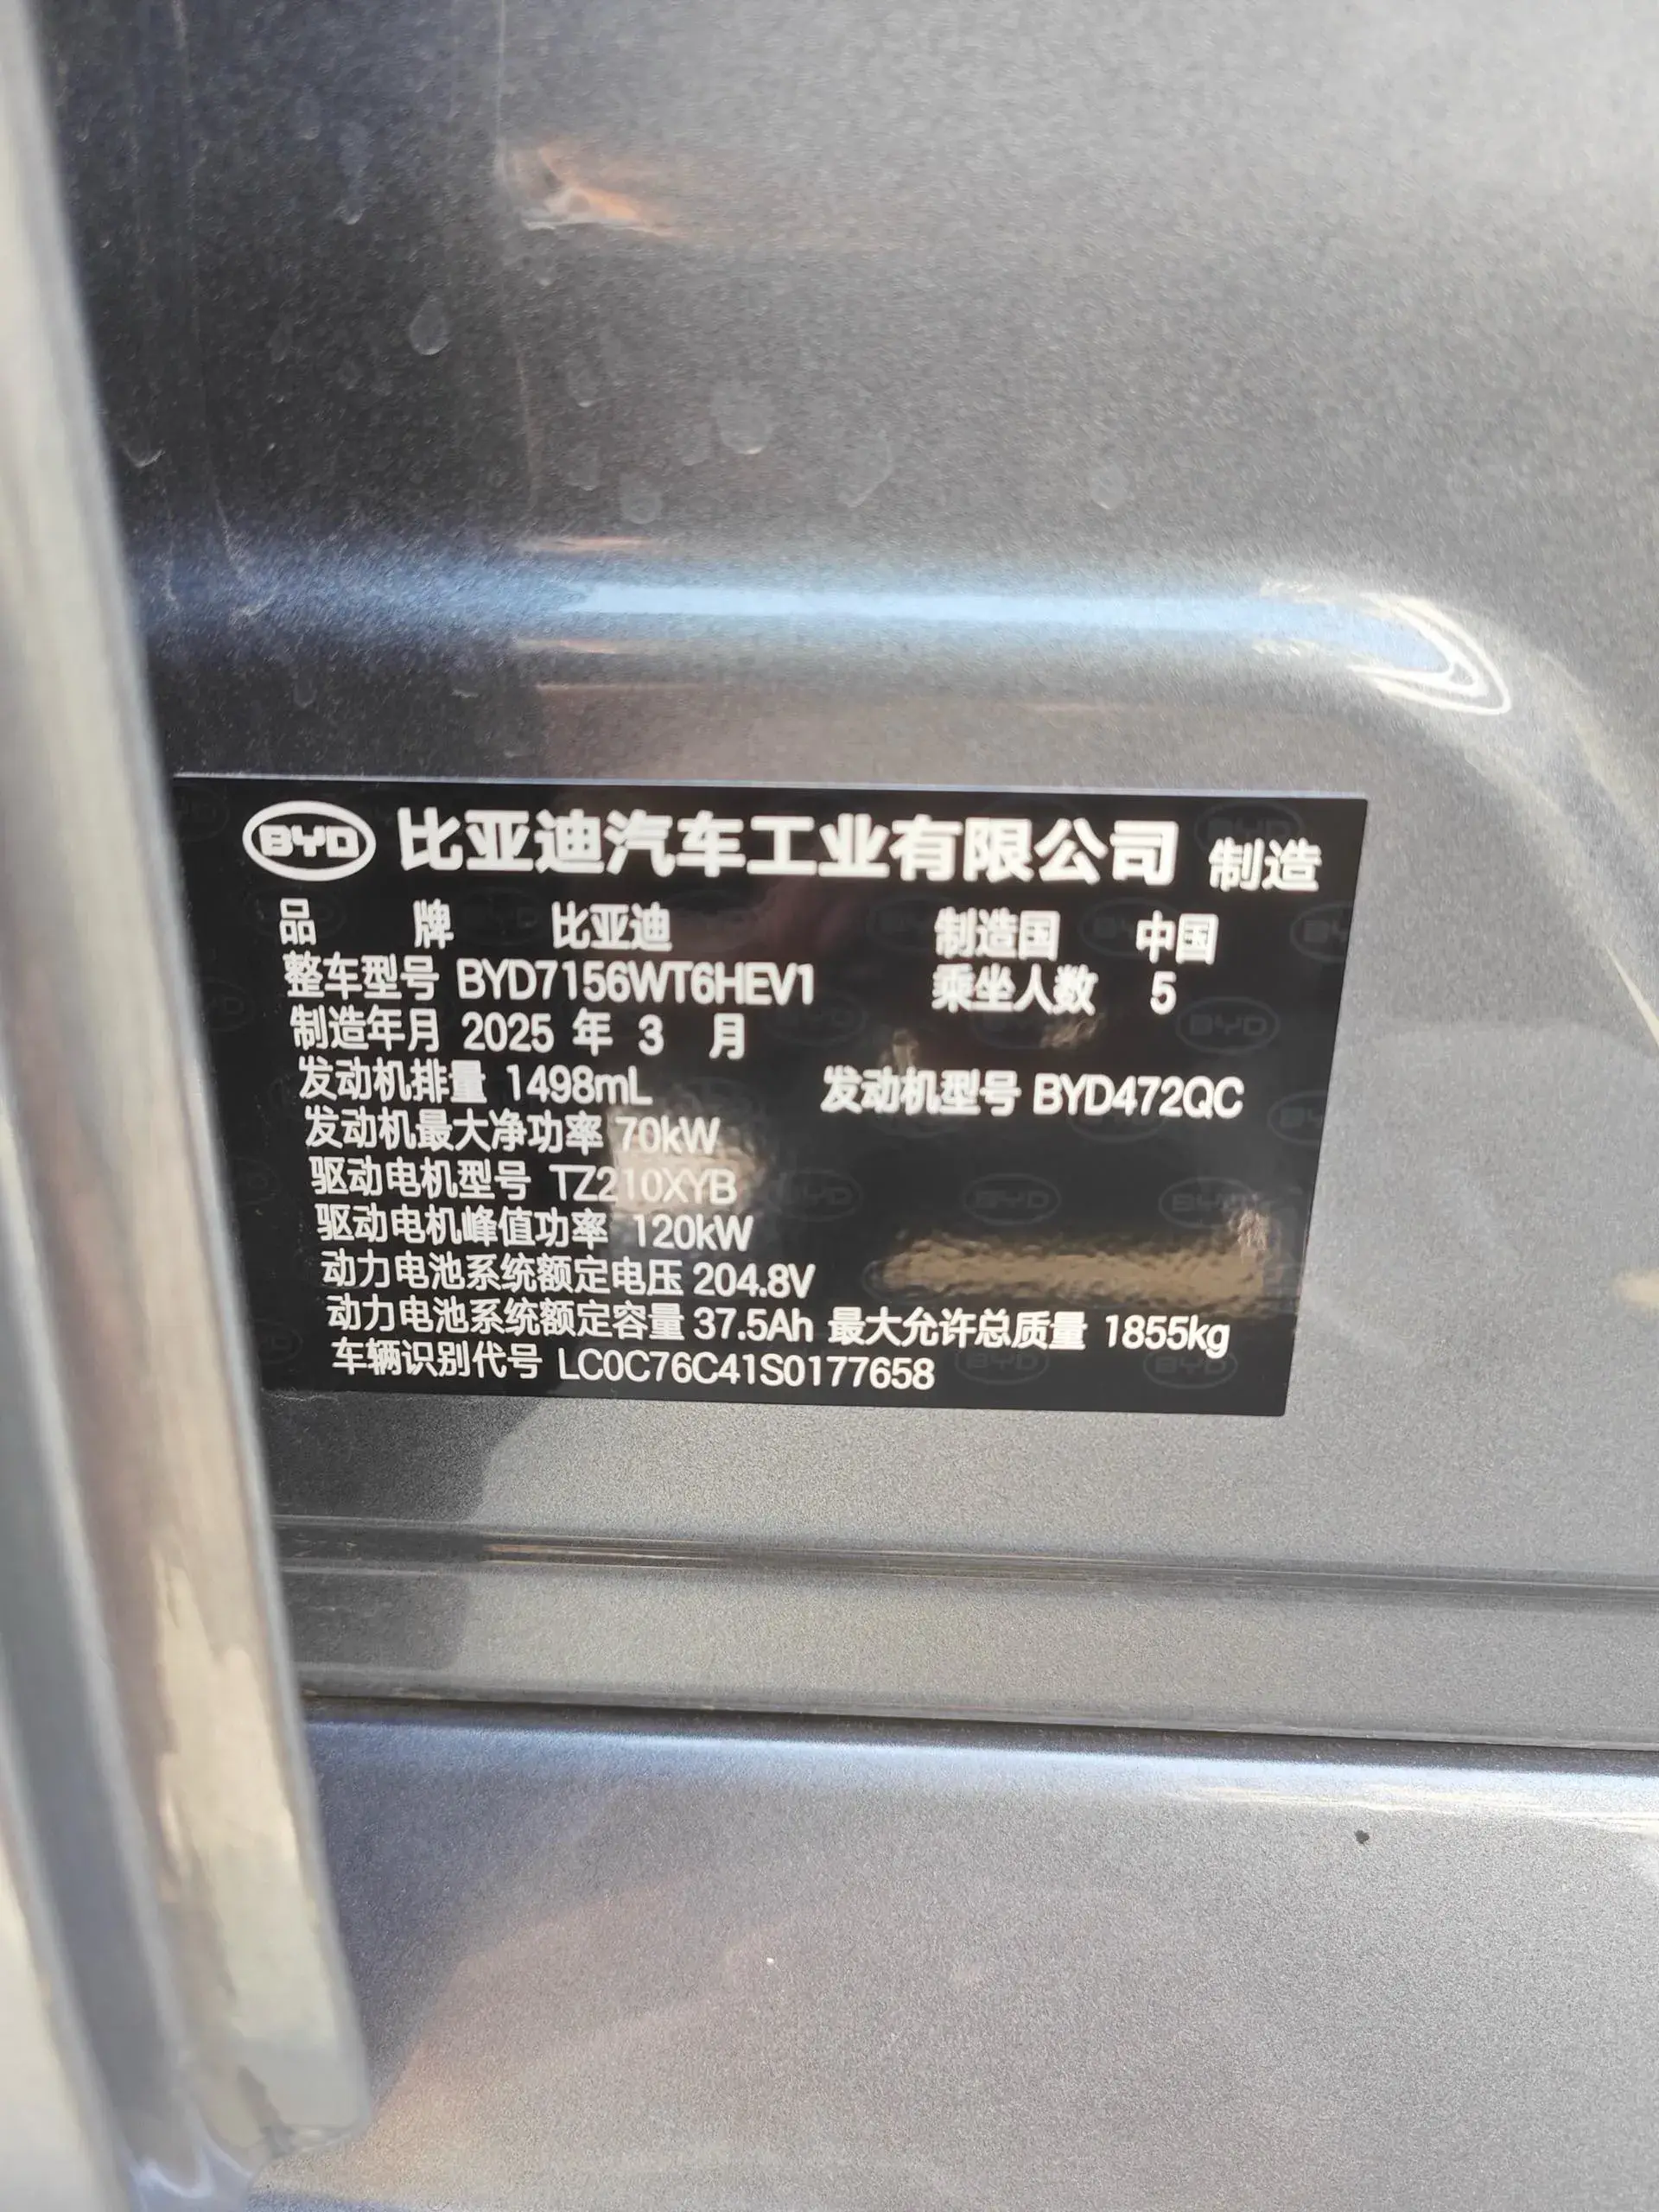 BYD 比亚迪汽车工业有限公司 制造
品 牌 比亚迪 制造国 中国
整车型号 BYD7156WT6HEV1 乘坐人数 5
制造年月 2025 年 3 月
发动机排量 1498mL 发动机型号 BYD472QC
发动机最大净功率 70kW
驱动电机型号 TZ210XYB
驱动电机峰值功率 120kW
动力电池系统额定电压 204.8V
动力电池系统额定容量 37.5Ah 最大允许总质量 1855kg
车辆识别代号 LC0C76C41S0177658